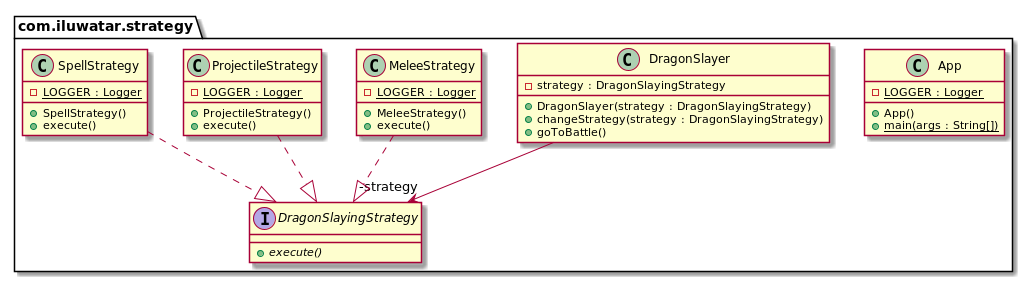 com.iluwatar.strategy
C SpellStrategy
LOGGER : Logger
SpellStrategy()
execute()
C ProjectileStrategy
LOGGER : Logger
ProjectileStrategy()
execute()
C MeleeStrategy
LOGGER : Logger
MeleeStrategy()
execute()
C DragonSlayer
strategy : DragonSlayingStrategy
DragonSlayer(strategy : DragonSlayingStrategy)
changeStrategy(strategy : DragonSlayingStrategy)
goToBattle()
C App
LOGGER : Logger
App()
main(args : String[])
-strategy
I DragonSlayingStrategy
execute()